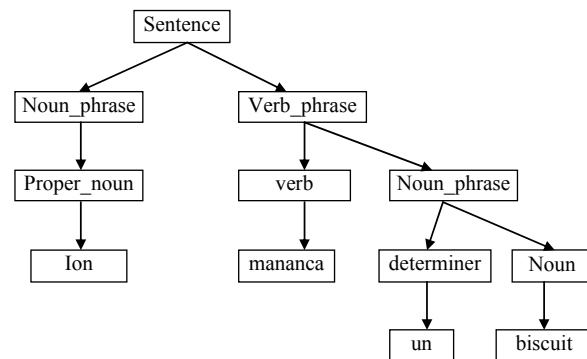 Sentence
Noun_phrase Verb_phrase
Proper_noun verb Noun_phrase
Ion mananca determiner Noun
un biscuit